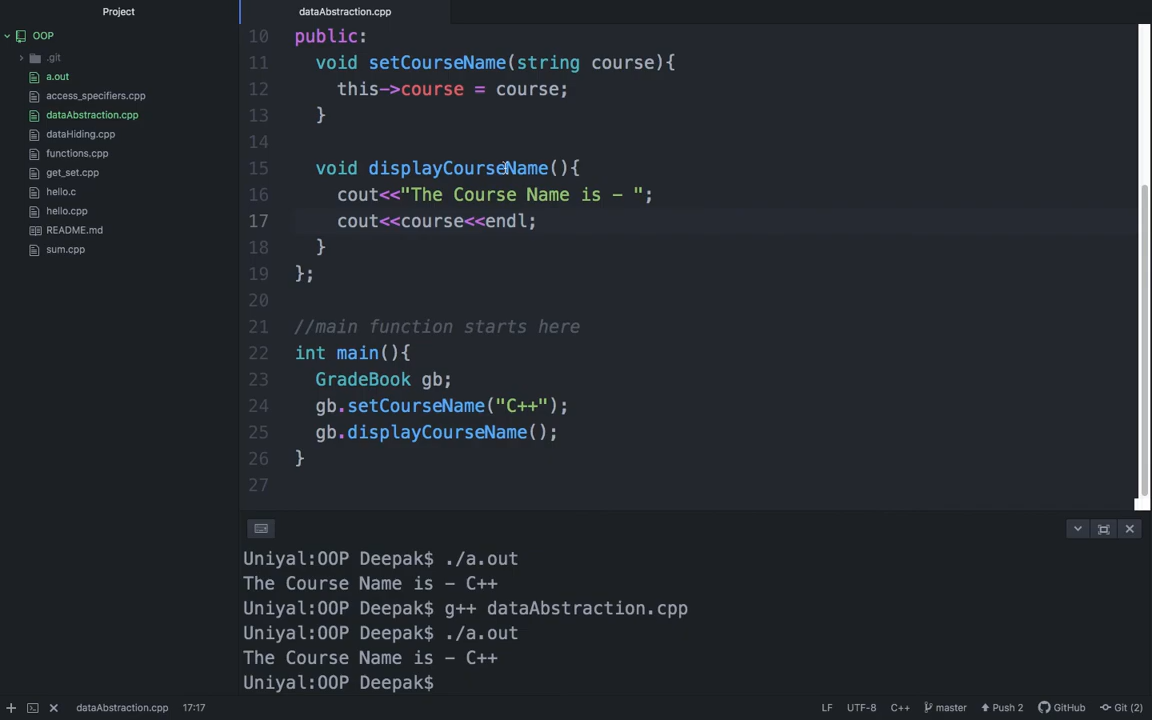 Project
dataAbstraction.cpp
OOP
.git
a.out
access_specifiers.cpp
dataAbstraction.cpp
dataHiding.cpp
functions.cpp
get_set.cpp
hello.c
hello.cpp
README.md
sum.cpp
10 public:
11 void setCourseName(string course){
12 this->course = course;
13 }
14
15 void displayCourseName(){
16 cout<<"The Course Name is - ";
17 cout<<course<<endl;
18 }
19 };
20
21 //main function starts here
22 int main(){
23 GradeBook gb;
24 gb.setCourseName("C++");
25 gb.displayCourseName();
26 }
27
Uniyal:OOP Deepak$ ./a.out
The Course Name is - C++
Uniyal:OOP Deepak$ g++ dataAbstraction.cpp
Uniyal:OOP Deepak$ ./a.out
The Course Name is - C++
Uniyal:OOP Deepak$
dataAbstraction.cpp 17:17 LF UTF-8 C++ master Push 2 GitHub Git (2)